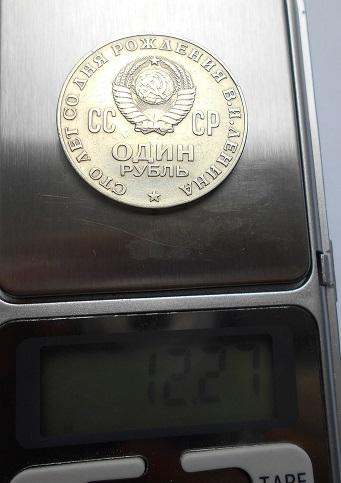 СТО ЛЕТ СО ДНЯ РОЖДЕНИЯ В.И.ЛЕНИНА
СС СР
ОДИН
РУБЛЬ
12.27
TARE